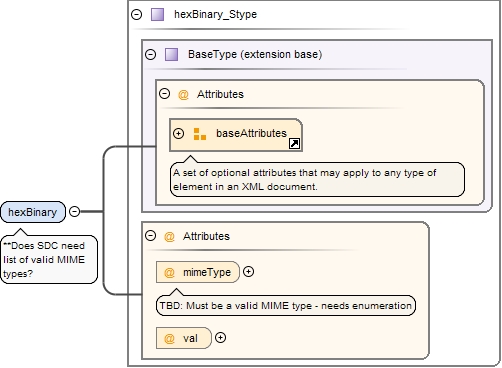 hexBinary_Stype
BaseType (extension base)
@ Attributes
baseAttributes
A set of optional attributes that may apply to any type of
element in an XML document.
hexBinary
**Does SDC need
list of valid MIME
types?
@ Attributes
@ mimeType
TBD: Must be a valid MIME type - needs enumeration
@ val